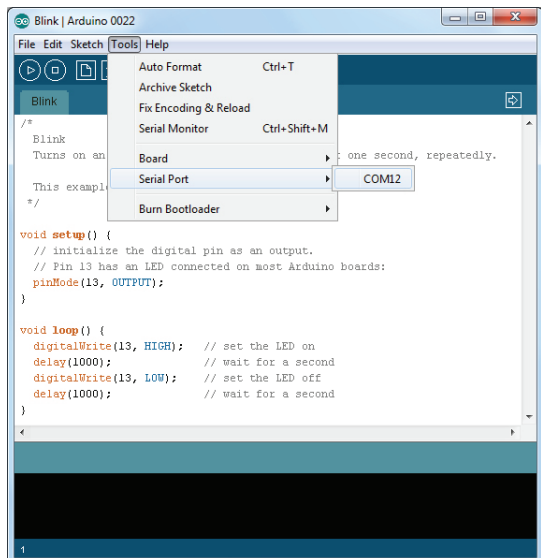 Blink | Arduino 0022
File Edit Sketch Tools Help
Auto Format Ctrl+T
Archive Sketch
Fix Encoding & Reload
Serial Monitor Ctrl+Shift+M
Board
Serial Port COM12
Burn Bootloader
Blink
/*
Blink
Turns on an one second, repeatedly.
This exampl
*/
void setup() {
// initialize the digital pin as an output.
// Pin 13 has an LED connected on most Arduino boards:
pinMode(13, OUTPUT);
}
void loop() {
digitalWrite(13, HIGH); // set the LED on
delay(1000); // wait for a second
digitalWrite(13, LOW); // set the LED off
delay(1000); // wait for a second
}
1